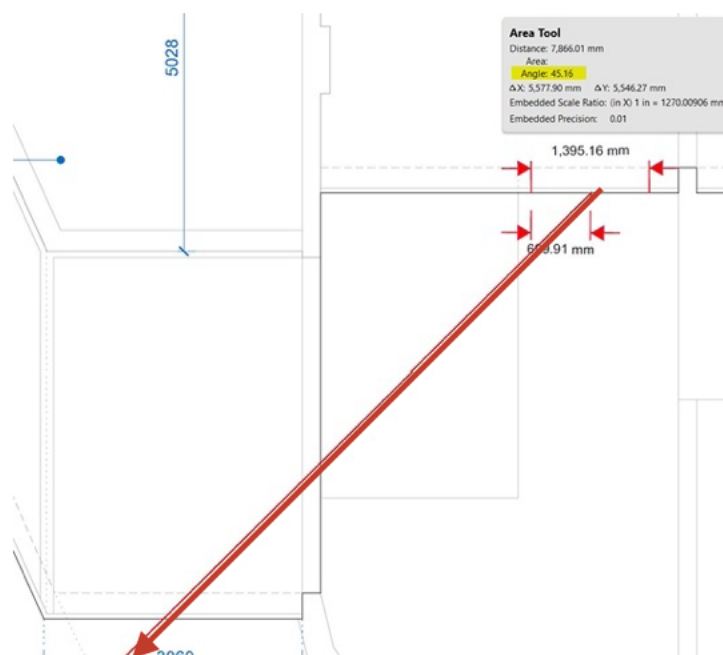 5028
Area Tool
Distance: 7,866.01 mm
Area:
Angle: 45.16
ΔX: 5,577.90 mm ΔY: 5,546.27 mm
Embedded Scale Ratio: (in X) 1 in = 1270.00906 mm
Embedded Precision: 0.01
1,395.16 mm